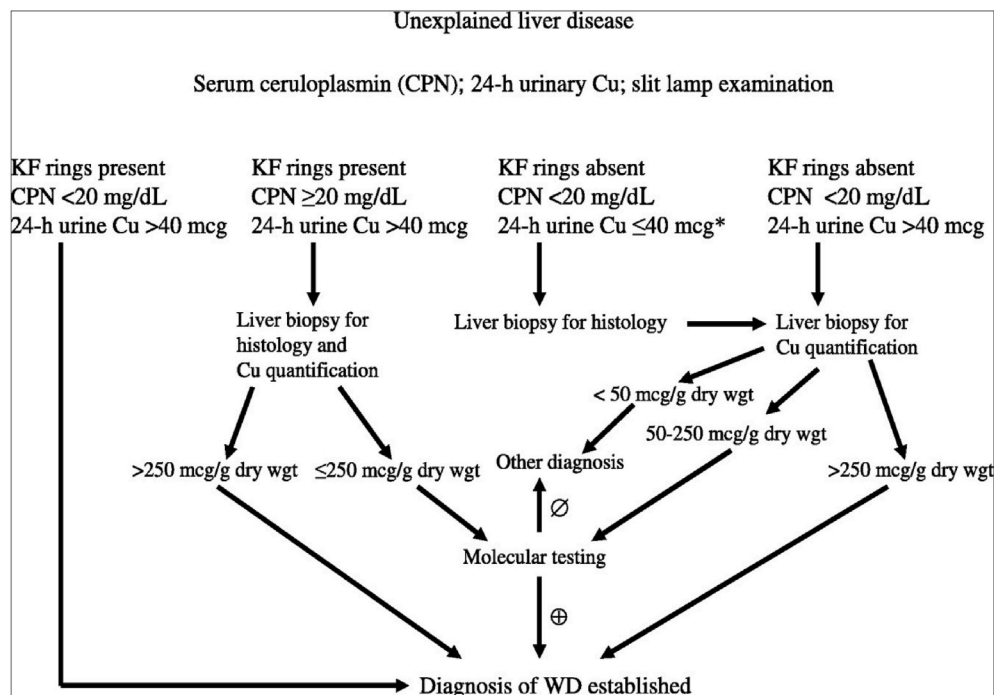 Unexplained liver disease
Serum ceruloplasmin (CPN); 24-h urinary Cu; slit lamp examination
KF rings present
CPN <20 mg/dL
24-h urine Cu >40 mcg
KF rings present
CPN ≥20 mg/dL
24-h urine Cu >40 mcg
KF rings absent
CPN <20 mg/dL
24-h urine Cu ≤40 mcg*
KF rings absent
CPN <20 mg/dL
24-h urine Cu >40 mcg
Liver biopsy for
histology and
Cu quantification
Liver biopsy for histology
Liver biopsy for
Cu quantification
< 50 mcg/g dry wgt
50-250 mcg/g dry wgt
>250 mcg/g dry wgt
≤250 mcg/g dry wgt
Other diagnosis
>250 mcg/g dry wgt
∅
Molecular testing
⊕
Diagnosis of WD established